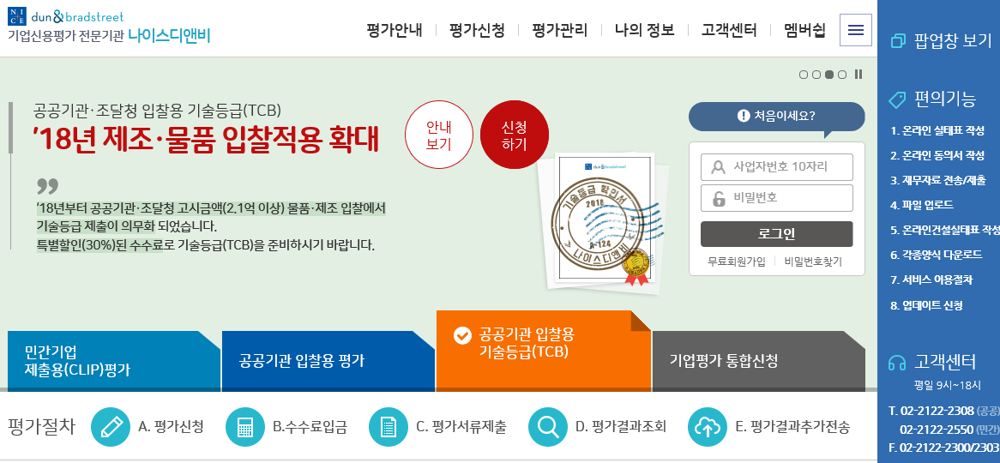 NICE dun&bradstreet
기업신용평가 전문기관 나이스디앤비
평가안내
평가신청
평가관리
나의 정보
고객센터
멤버쉽
공공기관·조달청 입찰용 기술등급(TCB)
'18년 제조·물품 입찰적용 확대
안내
보기
신청
하기
'18년부터 공공기관·조달청 고시금액(2.1억 이상) 물품·제조 입찰에서
기술등급 제출이 의무화 되었습니다.
특별할인(30%)된 수수료로 기술등급(TCB)을 준비하시기 바랍니다.
dun&bradstreet
기술등급 확인서
2018
A-124
나이스디앤비
처음이세요?
사업자번호 10자리
비밀번호
로그인
무료회원가입
비밀번호찾기
민간기업
제출용(CLIP)평가
공공기관 입찰용 평가
공공기관 입찰용
기술등급(TCB)
기업평가 통합신청
평가절차
A. 평가신청
B.수수료입금
C. 평가서류제출
D. 평가결과조회
E. 평가결과추가전송
팝업창 보기
편의기능
1. 온라인 실태표 작성
2. 온라인 동의서 작성
3. 재무자료 전송/제출
4. 파일 업로드
5. 온라인건설실태표 작성
6. 각종양식 다운로드
7. 서비스 이용절차
8. 업데이트 신청
고객센터
평일 9시~18시
T. 02-2122-2308 (공공)
02-2122-2550 (민간)
F. 02-2122-2300/2303